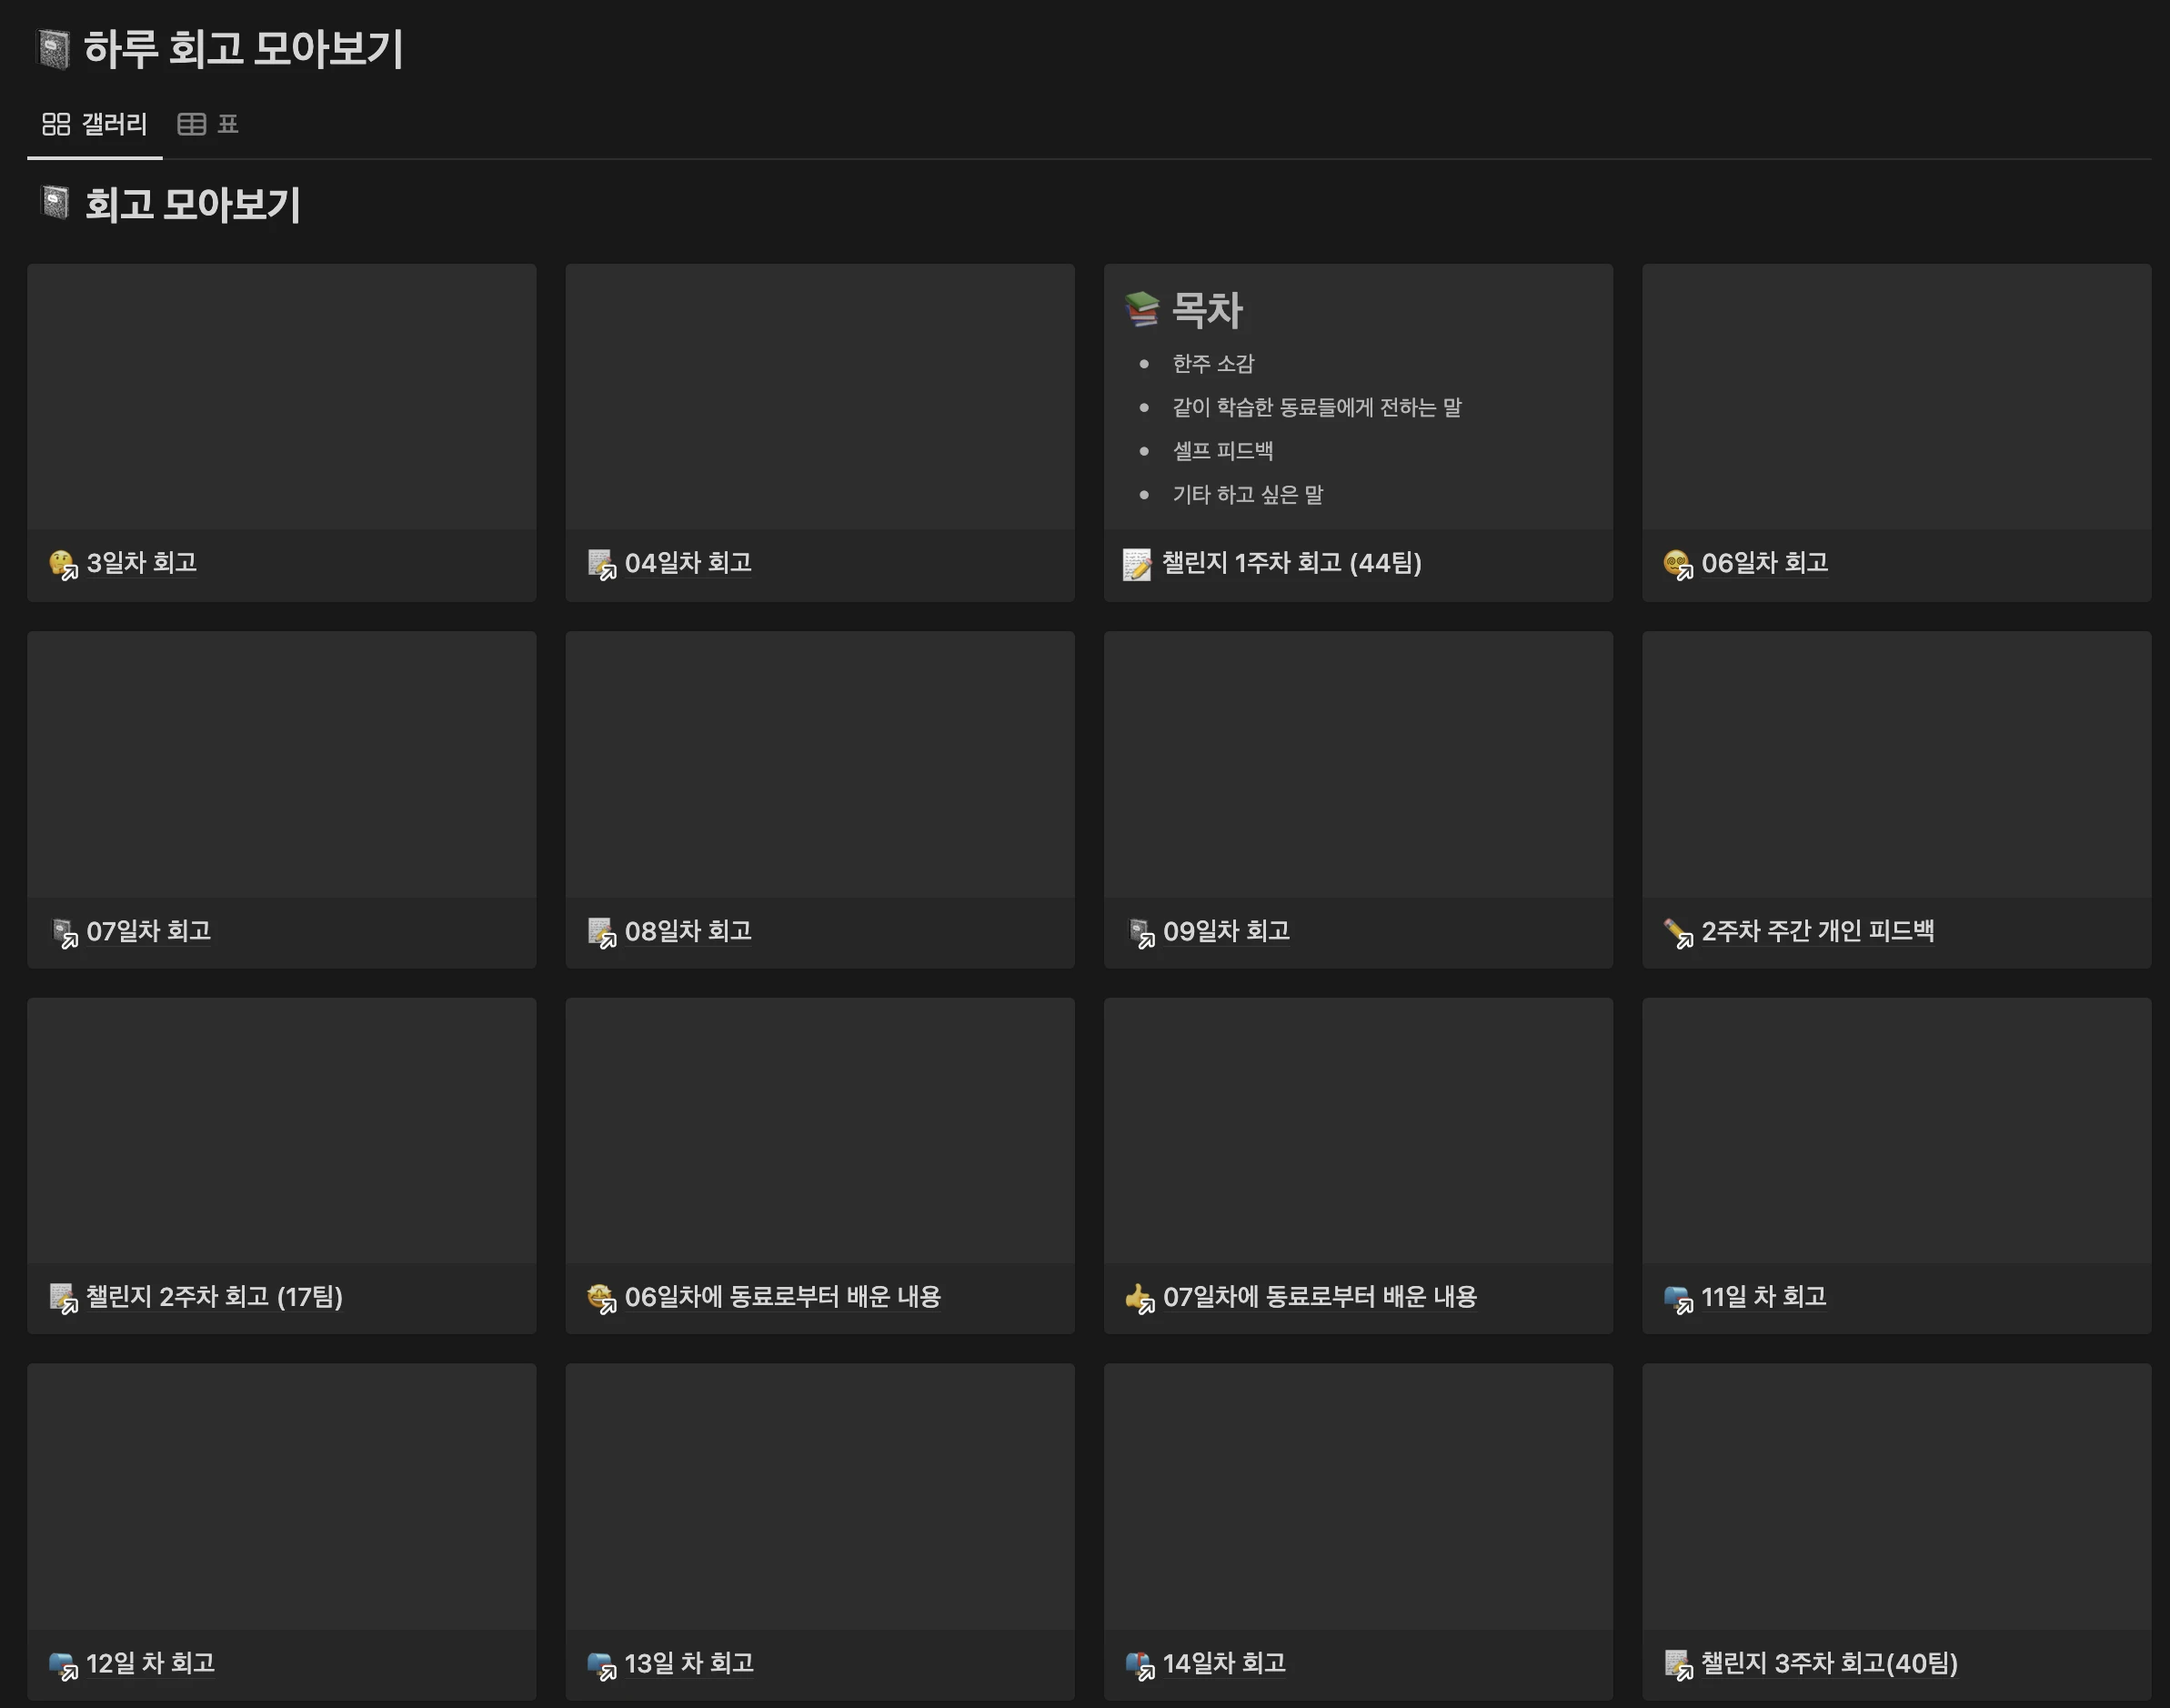 하루 회고 모아보기
갤러리 표
회고 모아보기
목차
한주 소감
같이 학습한 동료들에게 전하는 말
셀프 피드백
기타 하고 싶은 말
3일차 회고
04일차 회고
챌린지 1주차 회고 (44팀)
06일차 회고
07일차 회고
08일차 회고
09일차 회고
2주차 주간 개인 피드백
챌린지 2주차 회고 (17팀)
06일차에 동료로부터 배운 내용
07일차에 동료로부터 배운 내용
11일 차 회고
12일 차 회고
13일 차 회고
14일차 회고
챌린지 3주차 회고(40팀)